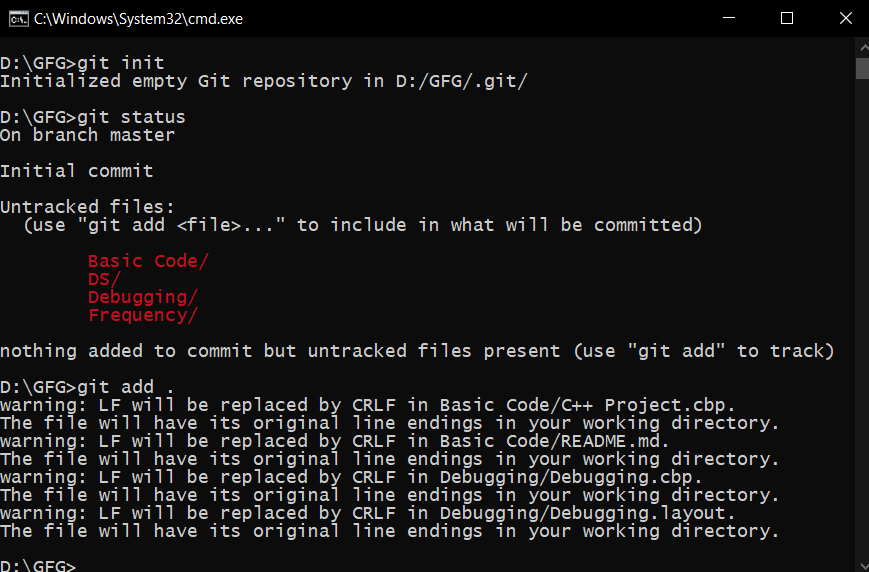 C:\Windows\System32\cmd.exe
D:\GFG>git init
Initialized empty Git repository in D:/GFG/.git/
D:\GFG>git status
On branch master
Initial commit
Untracked files:
  (use "git add <file>..." to include in what will be committed)
        Basic Code/
        DS/
        Debugging/
        Frequency/
nothing added to commit but untracked files present (use "git add" to track)
D:\GFG>git add .
warning: LF will be replaced by CRLF in Basic Code/C++ Project.cbp.
The file will have its original line endings in your working directory.
warning: LF will be replaced by CRLF in Basic Code/README.md.
The file will have its original line endings in your working directory.
warning: LF will be replaced by CRLF in Debugging/Debugging.cbp.
The file will have its original line endings in your working directory.
warning: LF will be replaced by CRLF in Debugging/Debugging.layout.
The file will have its original line endings in your working directory.
D:\GFG>